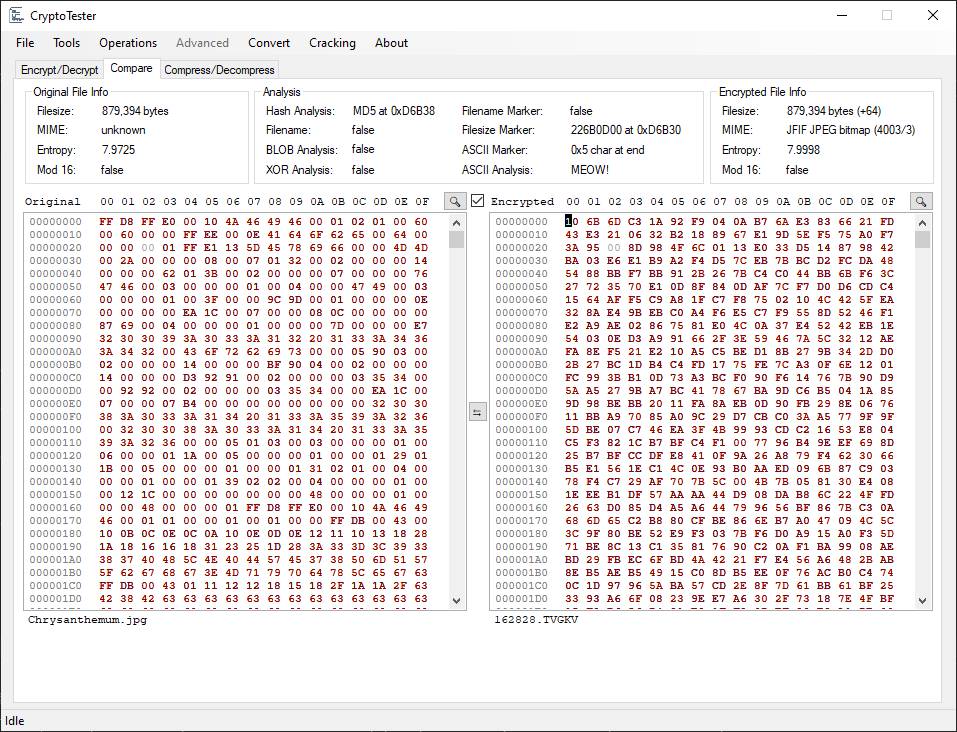 CryptoTester
File Tools Operations Advanced Convert Cracking About
Encrypt/Decrypt Compare Compress/Decompress
Original File Info
Filesize: 879,394 bytes
MIME: unknown
Entropy: 7.9725
Mod 16: false
Analysis
Hash Analysis: MD5 at 0xD6B38 Filename Marker: false
Filename: false Filesize Marker: 226B0D00 at 0xD6B30
BLOB Analysis: false ASCII Marker: 0x5 char at end
XOR Analysis: false ASCII Analysis: MEOW!
Encrypted File Info
Filesize: 879,394 bytes (+64)
MIME: JFIF JPEG bitmap (4003/3)
Entropy: 7.9998
Mod 16: false
Original 00 01 02 03 04 05 06 07 08 09 0A 0B 0C 0D 0E 0F
00000000 FF D8 FF E0 00 10 4A 46 49 46 00 01 02 01 00 60
00000010 00 60 00 00 FF EE 00 0E 41 64 6F 62 65 00 64 00
00000020 00 00 00 01 FF E1 13 5D 45 78 69 66 00 00 4D 4D
00000030 00 2A 00 00 00 08 00 07 01 32 00 02 00 00 00 14
00000040 00 00 00 62 01 3B 00 02 00 00 00 07 00 00 00 76
00000050 47 46 00 03 00 00 00 01 00 04 00 00 47 49 00 03
00000060 00 00 00 01 00 3F 00 00 9C 9D 00 01 00 00 00 0E
00000070 00 00 00 00 EA 1C 00 07 00 00 08 0C 00 00 00 00
00000080 87 69 00 04 00 00 00 01 00 00 00 7D 00 00 00 E7
00000090 32 30 30 39 3A 30 33 3A 31 32 20 31 33 3A 34 36
000000A0 3A 34 32 00 43 6F 72 62 69 73 00 00 05 90 03 00
000000B0 02 00 00 00 14 00 00 00 BF 90 04 00 02 00 00 00
000000C0 14 00 00 00 D3 92 91 00 02 00 00 00 03 35 34 00
000000D0 00 92 92 00 02 00 00 00 03 35 34 00 00 EA 1C 00
000000E0 07 00 00 07 B4 00 00 00 00 00 00 00 00 32 30 30
000000F0 38 3A 30 33 3A 31 34 20 31 33 3A 35 39 3A 32 36
00000100 00 32 30 30 38 3A 30 33 3A 31 34 20 31 33 3A 35
00000110 39 3A 32 36 00 00 05 01 03 00 03 00 00 00 01 00
00000120 06 00 00 01 1A 00 05 00 00 00 01 00 00 01 29 01
00000130 1B 00 05 00 00 00 01 00 00 01 31 02 01 00 04 00
00000140 00 01 00 00 01 39 02 02 00 04 00 00 00 01 00 00
00000150 00 12 1C 00 00 00 00 00 00 00 48 00 00 00 01 00
00000160 00 00 48 00 00 00 01 FF D8 FF E0 00 10 4A 46 49
00000170 46 00 01 01 00 00 01 00 01 00 00 FF DB 00 43 00
00000180 10 0B 0C 0E 0C 0A 10 0E 0D 0E 12 11 10 13 18 28
00000190 1A 18 16 16 18 31 23 25 1D 28 3A 33 3D 3C 39 33
000001A0 38 37 40 48 5C 4E 40 44 57 45 37 38 50 6D 51 57
000001B0 5F 62 67 68 67 3E 4D 71 79 70 64 78 5C 65 67 63
000001C0 FF DB 00 43 01 11 12 12 18 15 18 2F 1A 1A 2F 63
000001D0 42 38 42 63 63 63 63 63 63 63 63 63 63 63 63 63
Chrysanthemum.jpg
Encrypted 00 01 02 03 04 05 06 07 08 09 0A 0B 0C 0D 0E 0F
00000000 10 6B 6D C3 1A 92 F9 04 0A B7 6A E3 83 66 21 FD
00000010 43 E3 21 06 32 B2 18 89 67 E1 9D 5E F5 75 A0 F7
00000020 3A 95 00 8D 98 4F 6C 01 13 E0 33 D5 14 87 98 42
00000030 BA 03 E6 E1 B9 A2 F4 D5 7C EB 7B BC D2 FC DA 48
00000040 54 88 BB F7 BB 91 2B 26 7B C4 C0 44 BB 6B F6 3C
00000050 27 72 35 70 E1 0D 8F 84 0D AF 7C F7 D0 D6 CD C4
00000060 15 64 AF F5 C9 A8 1F C7 F8 75 02 10 4C 42 5F EA
00000070 32 8A E4 9B EB C0 A4 F6 E5 C7 F9 55 8D 52 46 F1
00000080 E2 A9 AE 02 86 75 81 E0 4C 0A 37 E4 52 42 EB 1E
00000090 54 03 0E D3 A9 91 66 2F 3E 59 46 7A 5C 32 12 AE
000000A0 FA 8E F5 21 E2 10 A5 C5 BE D1 8B 27 9B 34 2D D0
000000B0 2B 27 BC 1D B4 C4 FD 17 75 FE 7C A3 0F 6E 12 01
000000C0 FC 99 3B B1 0D 73 A3 BC F0 90 F6 14 76 7B 90 D9
000000D0 5A A5 27 9B A7 BC 41 78 67 BA 9D C6 B5 04 1A 85
000000E0 9D 98 BE BB 20 11 FA 8A EB 0D 90 FB 29 8E 06 76
000000F0 11 BB A9 70 85 A0 9C 29 D7 CB C0 3A A5 77 9F 9F
00000100 5D BE 07 C7 46 EA 3F 4B 99 93 CD C2 16 53 E8 04
00000110 C5 F3 82 1C B7 BF C4 F1 00 77 96 B4 9E EF 69 8D
00000120 25 B7 BF CC DF E8 41 0F 9A 26 A8 79 F4 62 30 66
00000130 B5 E1 56 1E C1 4C 0E 93 B0 AA ED 09 6B 87 C9 03
00000140 78 F4 C7 29 AF 70 7B 5C 00 4B 7B 05 81 30 E4 08
00000150 1E EE B1 DF 57 AA AA 44 D9 08 DA B8 6C 22 4F FD
00000160 26 63 D0 85 D4 A5 A6 44 79 96 56 BF 86 7B C3 0A
00000170 68 6D 65 C2 B8 80 CF BE 86 6E B7 A0 47 09 4C 5C
00000180 3C 9F 80 BE 52 E9 F3 03 7B F6 D0 A9 15 A0 F3 5D
00000190 71 BE 8C 13 C1 35 81 76 90 C2 0A F1 BA 99 08 AE
000001A0 BD 29 FB EC 6F BD 4A 42 21 F7 E4 56 A6 48 2B AB
000001B0 8E B5 AE B5 49 15 C0 8D B5 EE 0F 76 AC B0 C4 74
000001C0 0C 1D 97 96 5A BA 57 CD 2E 8F 7D 61 BB 61 BF 25
000001D0 33 93 A6 6F 08 23 9E E7 A6 30 2F 73 18 7E 4F BF
162828.TVGKV
Idle